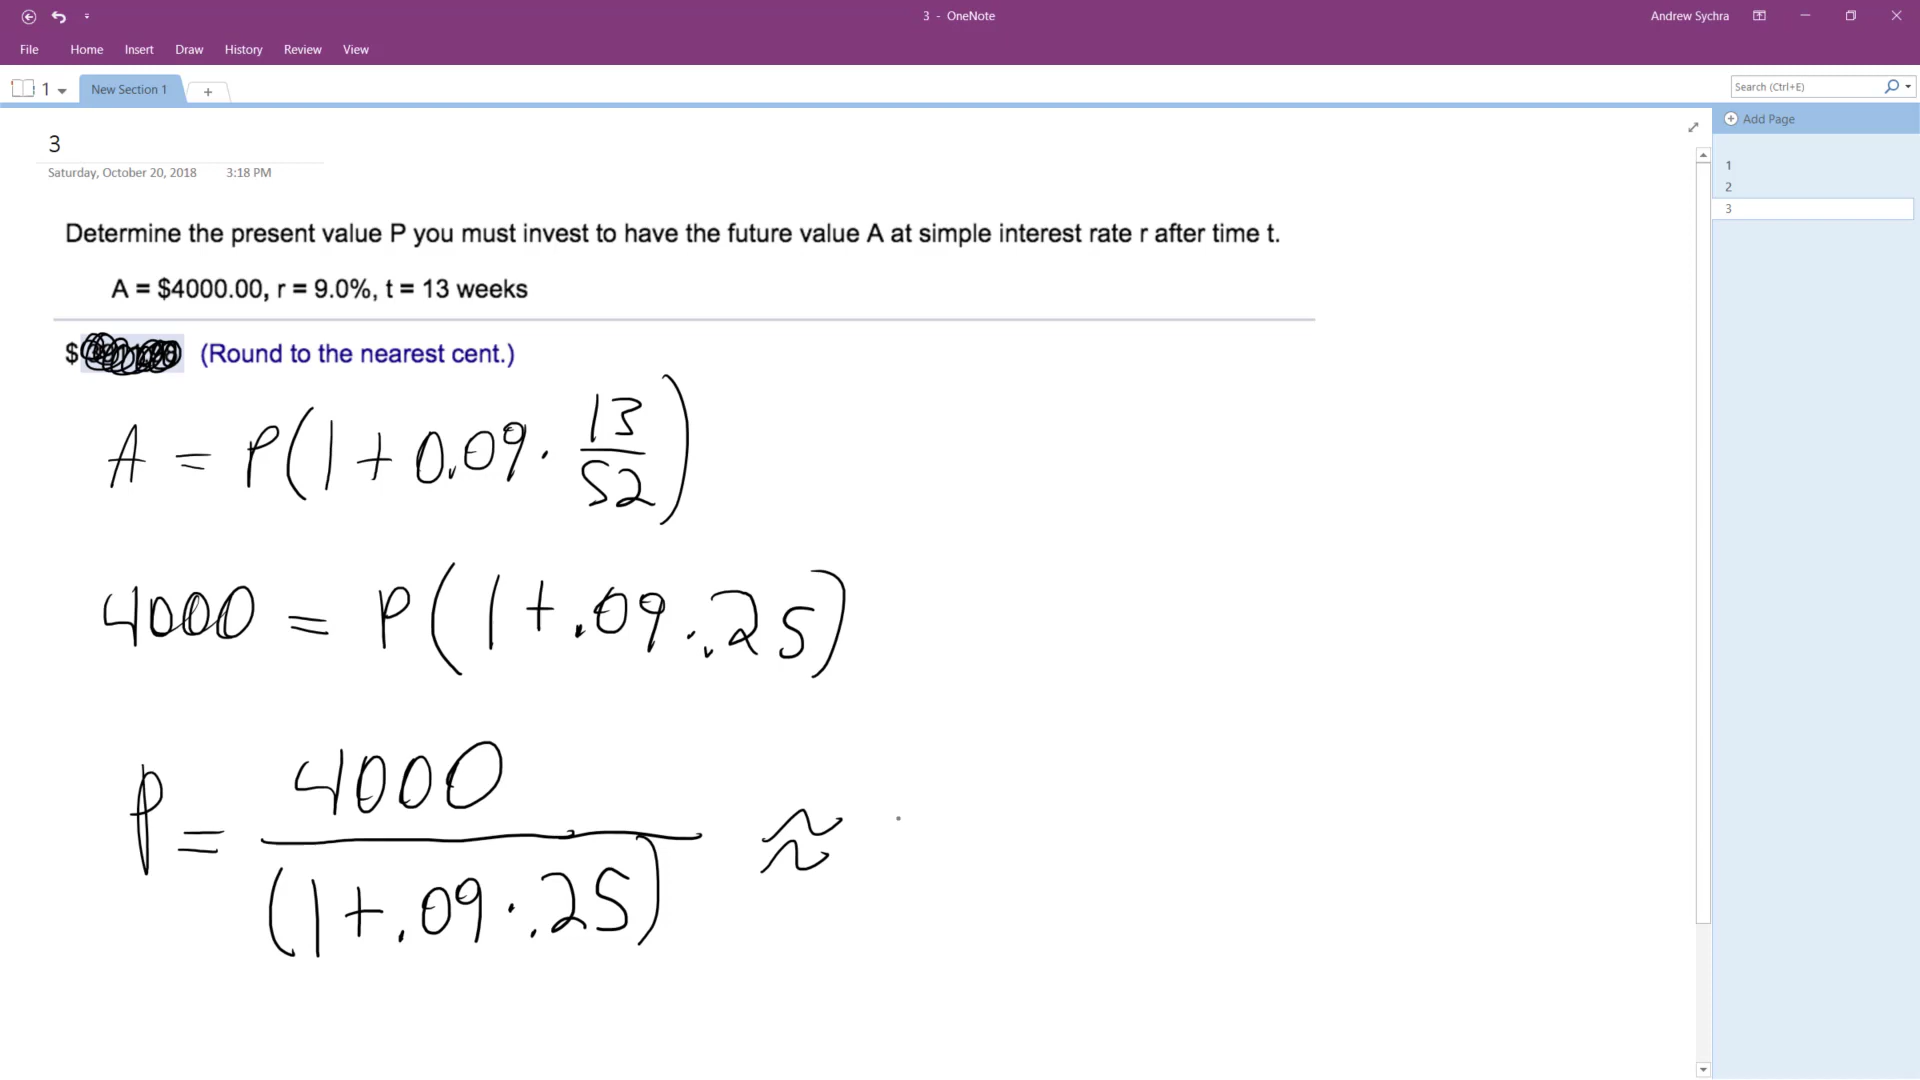 3 - OneNote
Andrew Sychra
File Home Insert Draw History Review View
1 New Section 1 +
Search (Ctrl+E)
Add Page
3
Saturday, October 20, 2018 3:18 PM
1
2
3
Determine the present value P you must invest to have the future value A at simple interest rate r after time t.
A = $4000.00, r = 9.0%, t = 13 weeks
$ (Round to the nearest cent.)
A = P(1 + 0.09 · 13/52)
4000 = P(1 + .09 · .25)
P = 4000/(1 + .09 · .25) ≈